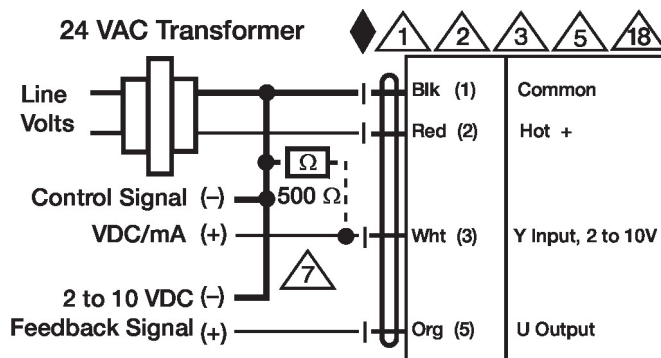 24 VAC Transformer
1 2 3 5 18
Line
Volts
Blk (1) Common
Red (2) Hot +
Ω
500 Ω
Control Signal (–)
VDC/mA (+)
Wht (3) Y Input, 2 to 10V
7
2 to 10 VDC (–)
Feedback Signal (+)
Org (5) U Output